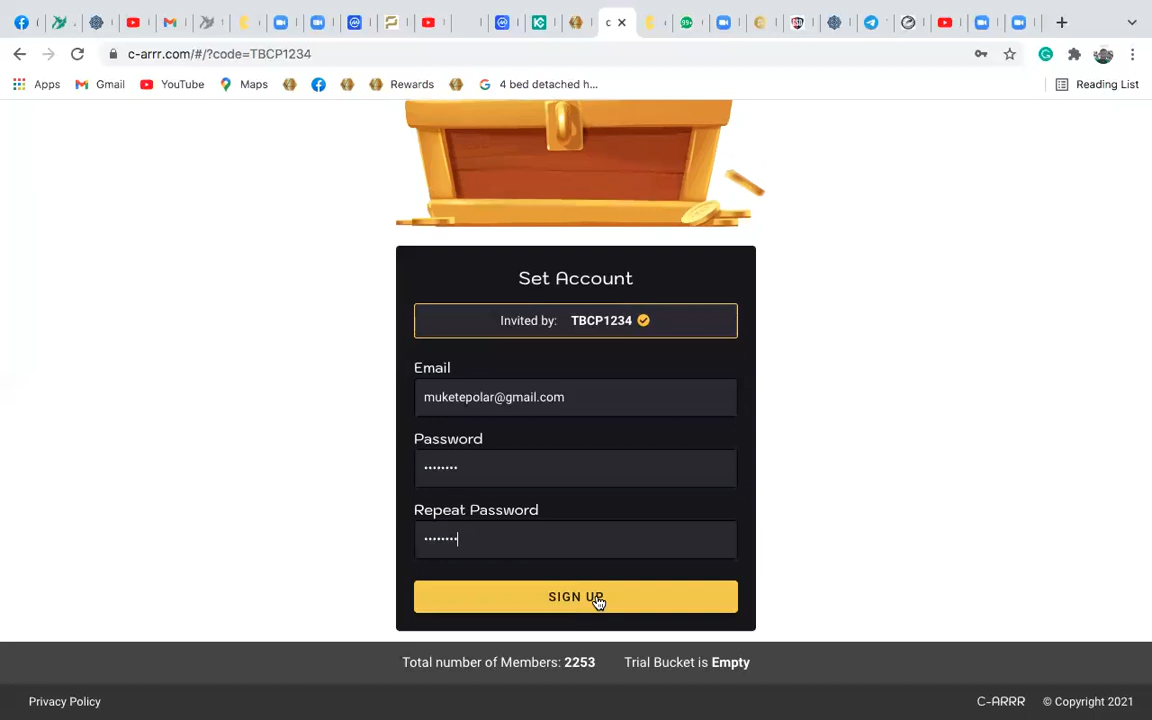 c
99+
c-arrr.com/#/?code=TBCP1234
Apps
Gmail
YouTube
Maps
Rewards
4 bed detached h...
Reading List
Set Account
Invited by: TBCP1234
Email
muketepolar@gmail.com
Password
••••••••
Repeat Password
••••••••
SIGN UP
Total number of Members: 2253 Trial Bucket is Empty
Privacy Policy
C-ARRR © Copyright 2021